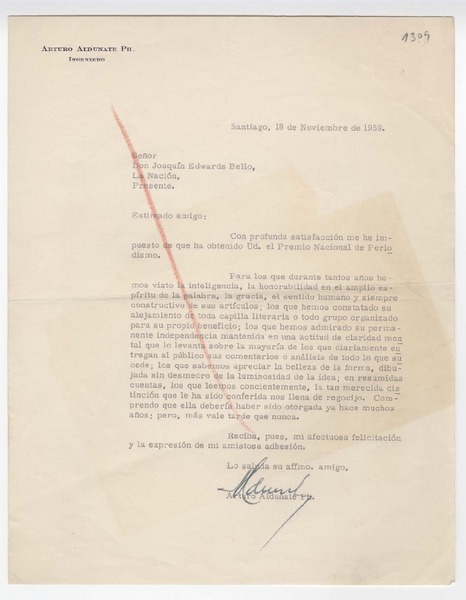 1309
ARTURO ALDUNATE PH.
INGENIERO
Santiago, 18 de Noviembre de 1959.
Señor
Don Joaquín Edwards Bello,
La Nación,
Presente.
Estimado amigo:
Con profunda satisfacción me he im-
puesto de que ha obtenido Ud. el Premio Nacional de Perio
dismo.
Para los que durante tantos años he-
mos visto la inteligencia, la honorabilidad en el amplio es-
píritu de la palabra, la gracia, el sentido humano y siempre
constructivo de sus artículos; los que hemos constatado su
alejamiento de toda capilla literaria o todo grupo organizado
para su propio beneficio; los que hemos admirado su perma-
nente independencia mantenida en una actitud de claridad men
tal que lo levanta sobre la mayoría de los que diariamente en
tregan al público sus comentarios o análisis de todo lo que su
cede; los que sabemos apreciar la belleza de la forma, dibu-
jada sin desmedro de la luminosidad de la idea; en resumidas
cuentas, los que leemos concientemente, la tan merecida dis
tinción que le ha sido conferida nos llena de regocijo. Com-
prendo que ella debería haber sido otorgada ya hace muchos
años; pero, más vale tarde que nunca.
Reciba, pues, mi afectuosa felicitación
y la expresión de mi amistosa adhesión.
Lo saluda su affmo. amigo,
Arturo Aldunate Ph.